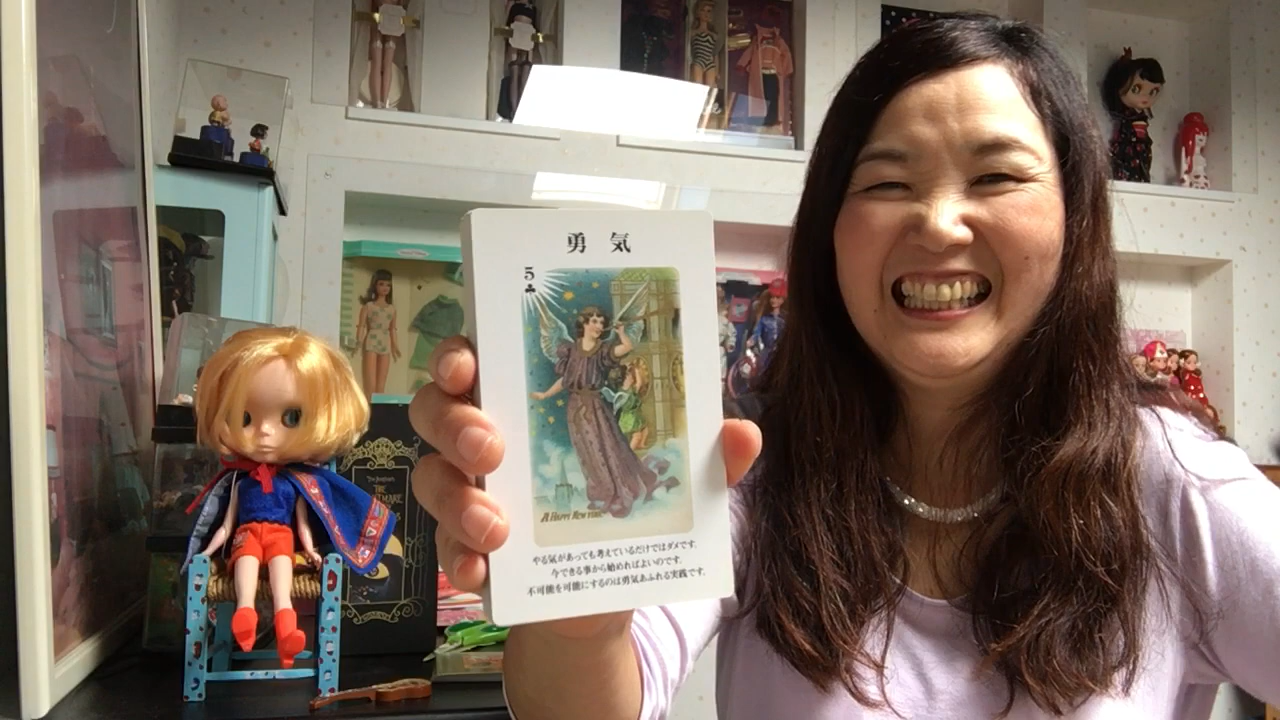 勇気
5
A HAPPY NEW YEAR
やる気があっても考えているだけではダメです。
今できる事から始めればよいのです。
不可能を可能にするのは勇気あふれる実践です。
THE